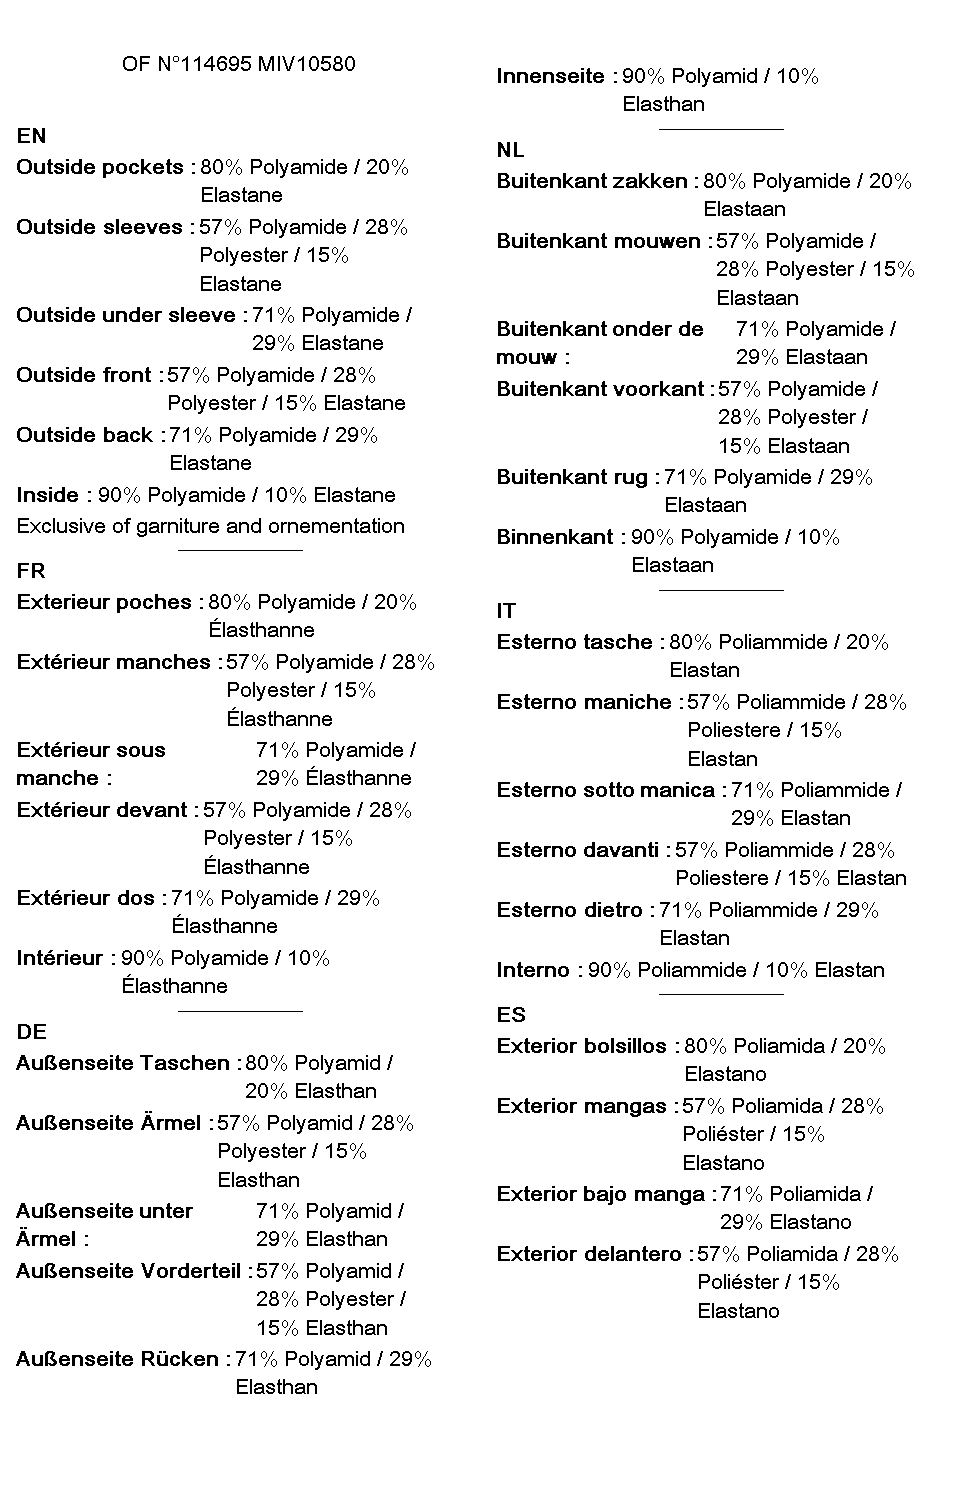 OF N°114695 MIV10580
EN
Outside pockets : 80% Polyamide / 20%
Elastane
Outside sleeves : 57% Polyamide / 28%
Polyester / 15%
Elastane
Outside under sleeve : 71% Polyamide /
29% Elastane
Outside front : 57% Polyamide / 28%
Polyester / 15% Elastane
Outside back : 71% Polyamide / 29%
Elastane
Inside : 90% Polyamide / 10% Elastane
Exclusive of garniture and ornementation
FR
Exterieur poches : 80% Polyamide / 20%
Élasthanne
Extérieur manches : 57% Polyamide / 28%
Polyester / 15%
Élasthanne
Extérieur sous 71% Polyamide /
manche : 29% Élasthanne
Extérieur devant : 57% Polyamide / 28%
Polyester / 15%
Élasthanne
Extérieur dos : 71% Polyamide / 29%
Élasthanne
Intérieur : 90% Polyamide / 10%
Élasthanne
DE
Außenseite Taschen : 80% Polyamid /
20% Elasthan
Außenseite Ärmel : 57% Polyamid / 28%
Polyester / 15%
Elasthan
Außenseite unter 71% Polyamid /
Ärmel : 29% Elasthan
Außenseite Vorderteil : 57% Polyamid /
28% Polyester /
15% Elasthan
Außenseite Rücken : 71% Polyamid / 29%
Elasthan
Innenseite : 90% Polyamid / 10%
Elasthan
NL
Buitenkant zakken : 80% Polyamide / 20%
Elastaan
Buitenkant mouwen : 57% Polyamide /
28% Polyester / 15%
Elastaan
Buitenkant onder de 71% Polyamide /
mouw : 29% Elastaan
Buitenkant voorkant : 57% Polyamide /
28% Polyester /
15% Elastaan
Buitenkant rug : 71% Polyamide / 29%
Elastaan
Binnenkant : 90% Polyamide / 10%
Elastaan
IT
Esterno tasche : 80% Poliammide / 20%
Elastan
Esterno maniche : 57% Poliammide / 28%
Poliestere / 15%
Elastan
Esterno sotto manica : 71% Poliammide /
29% Elastan
Esterno davanti : 57% Poliammide / 28%
Poliestere / 15% Elastan
Esterno dietro : 71% Poliammide / 29%
Elastan
Interno : 90% Poliammide / 10% Elastan
ES
Exterior bolsillos : 80% Poliamida / 20%
Elastano
Exterior mangas : 57% Poliamida / 28%
Poliéster / 15%
Elastano
Exterior bajo manga : 71% Poliamida /
29% Elastano
Exterior delantero : 57% Poliamida / 28%
Poliéster / 15%
Elastano